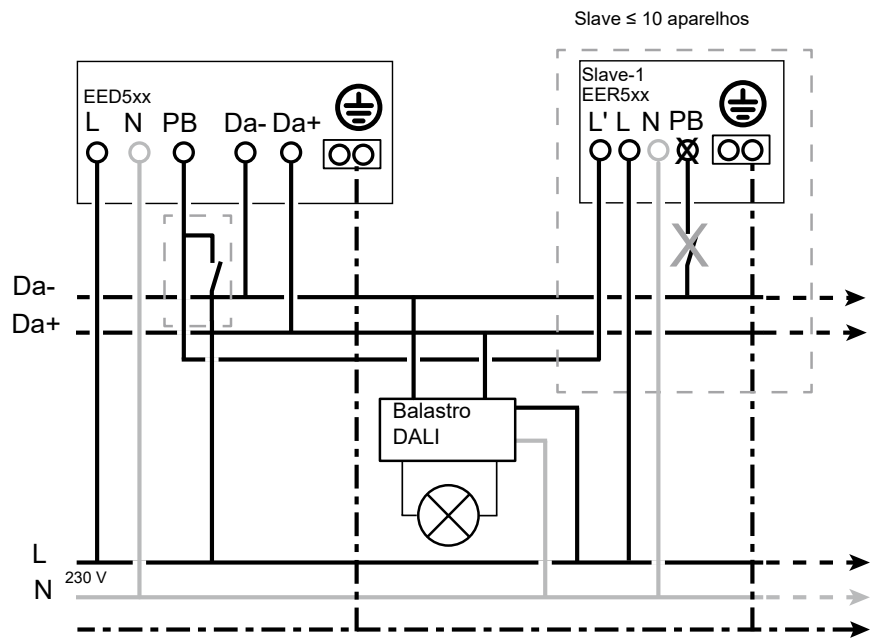 Slave ≤ 10 aparelhos
EED5xx
L N PB Da- Da+
Slave-1
EER5xx
L' L N PB
Da-
Da+
Balastro
DALI
L
230 V
N